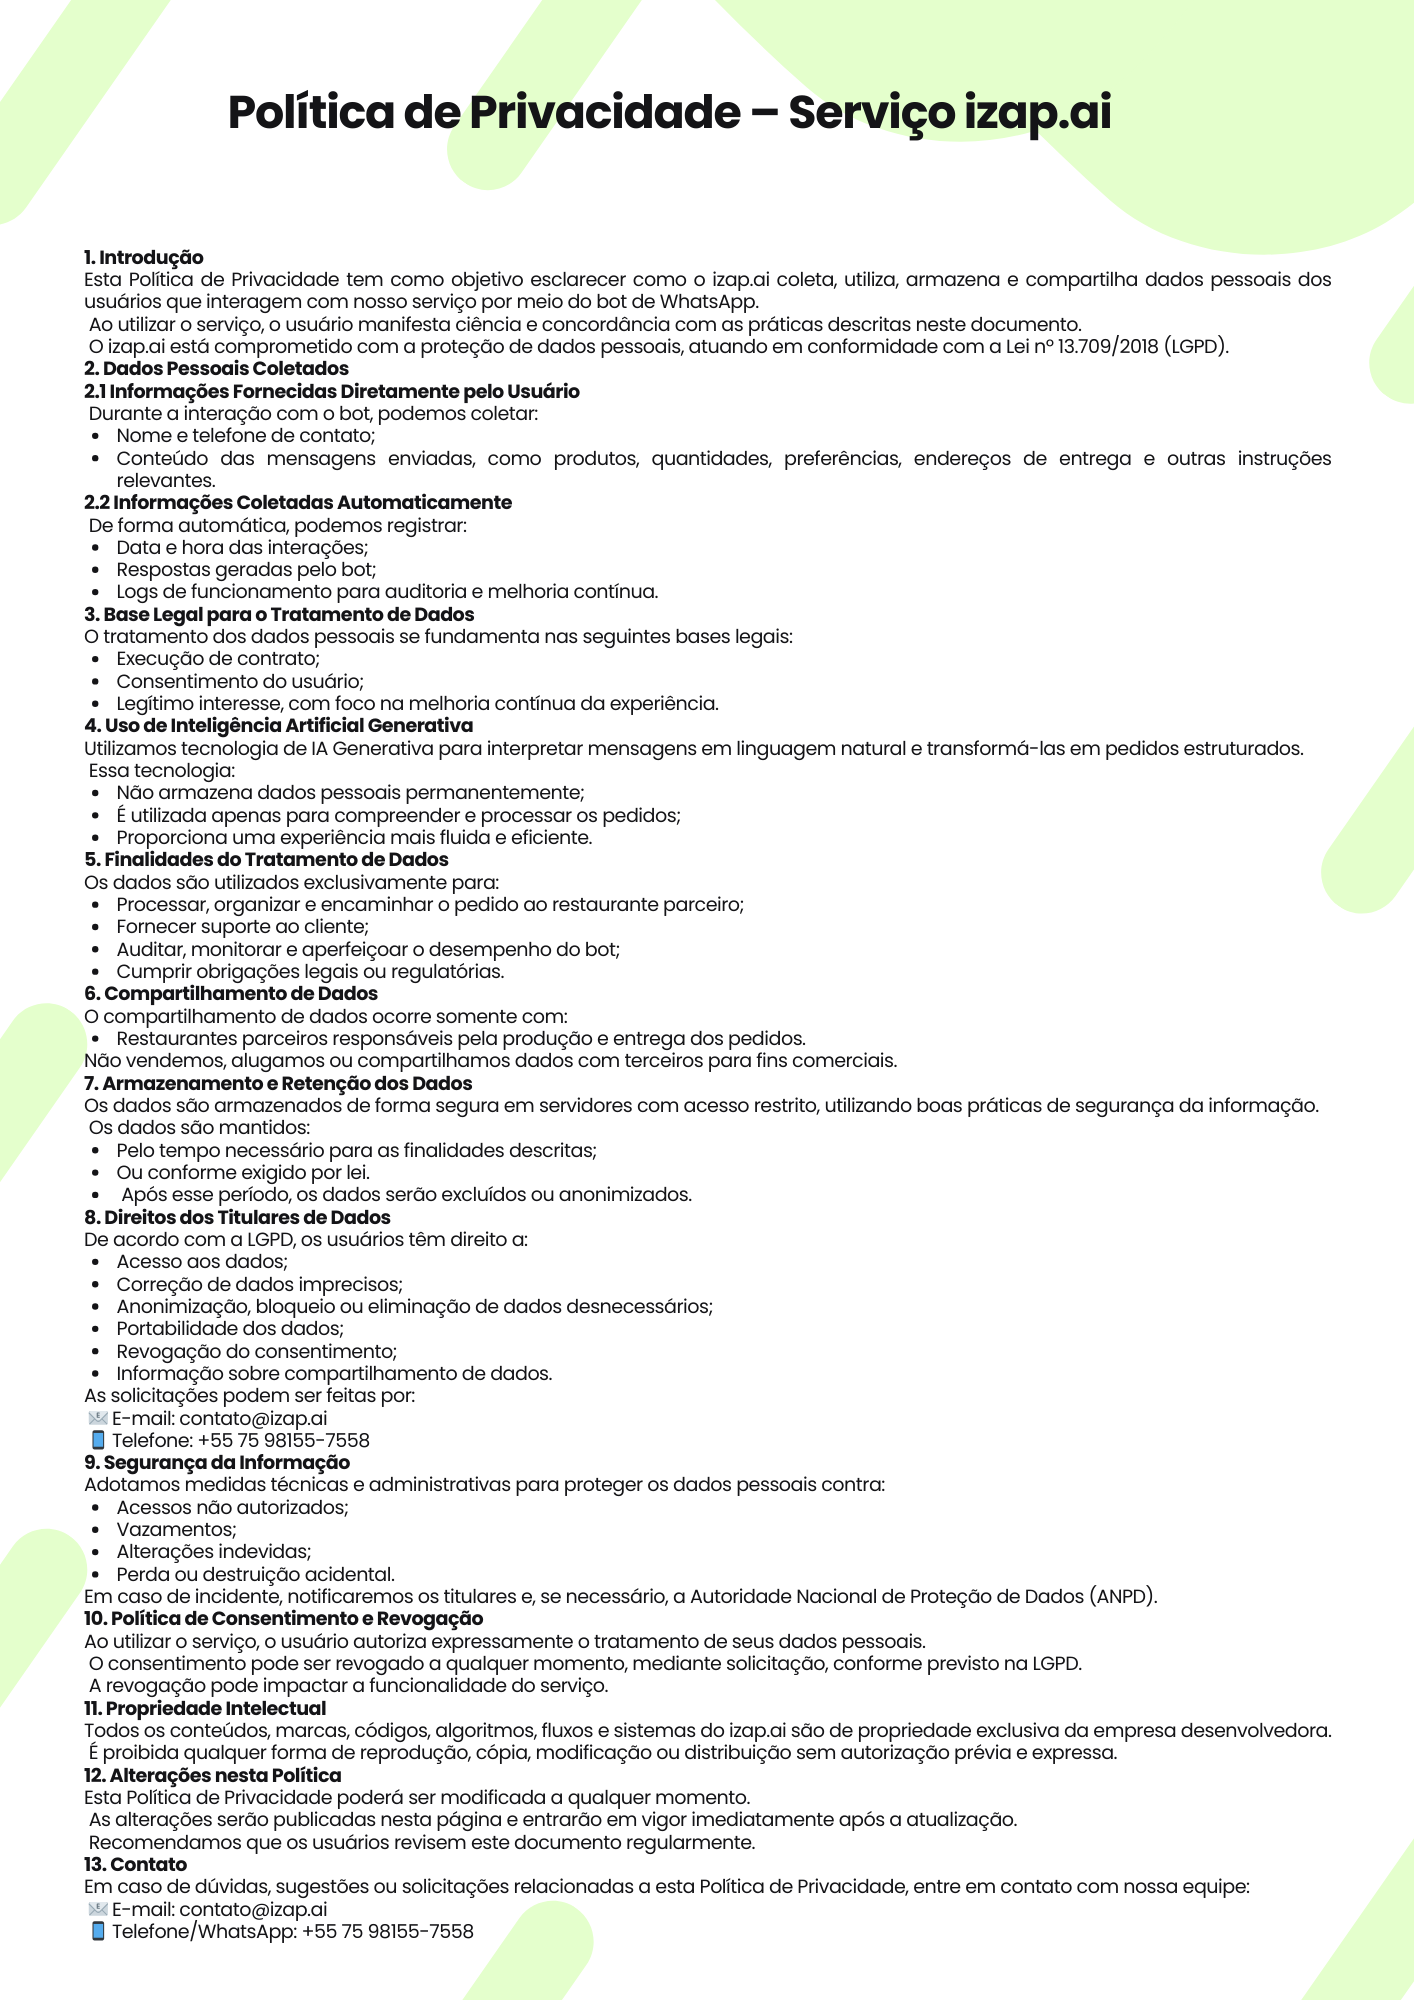 Política de Privacidade – Serviço izap.ai
1. Introdução
Esta Política de Privacidade tem como objetivo esclarecer como o izap.ai coleta, utiliza, armazena e compartilha dados pessoais dos
usuários que interagem com nosso serviço por meio do bot de WhatsApp.
Ao utilizar o serviço, o usuário manifesta ciência e concordância com as práticas descritas neste documento.
O izap.ai está comprometido com a proteção de dados pessoais, atuando em conformidade com a Lei nº 13.709/2018 (LGPD).
2. Dados Pessoais Coletados
2.1 Informações Fornecidas Diretamente pelo Usuário
Durante a interação com o bot, podemos coletar:
• Nome e telefone de contato;
• Conteúdo das mensagens enviadas, como produtos, quantidades, preferências, endereços de entrega e outras instruções
relevantes.
2.2 Informações Coletadas Automaticamente
De forma automática, podemos registrar:
• Data e hora das interações;
• Respostas geradas pelo bot;
• Logs de funcionamento para auditoria e melhoria contínua.
3. Base Legal para o Tratamento de Dados
O tratamento dos dados pessoais se fundamenta nas seguintes bases legais:
• Execução de contrato;
• Consentimento do usuário;
• Legítimo interesse, com foco na melhoria contínua da experiência.
4. Uso de Inteligência Artificial Generativa
Utilizamos tecnologia de IA Generativa para interpretar mensagens em linguagem natural e transformá-las em pedidos estruturados.
Essa tecnologia:
• Não armazena dados pessoais permanentemente;
• É utilizada apenas para compreender e processar os pedidos;
• Proporciona uma experiência mais fluida e eficiente.
5. Finalidades do Tratamento de Dados
Os dados são utilizados exclusivamente para:
• Processar, organizar e encaminhar o pedido ao restaurante parceiro;
• Fornecer suporte ao cliente;
• Auditar, monitorar e aperfeiçoar o desempenho do bot;
• Cumprir obrigações legais ou regulatórias.
6. Compartilhamento de Dados
O compartilhamento de dados ocorre somente com:
• Restaurantes parceiros responsáveis pela produção e entrega dos pedidos.
Não vendemos, alugamos ou compartilhamos dados com terceiros para fins comerciais.
7. Armazenamento e Retenção dos Dados
Os dados são armazenados de forma segura em servidores com acesso restrito, utilizando boas práticas de segurança da informação.
Os dados são mantidos:
• Pelo tempo necessário para as finalidades descritas;
• Ou conforme exigido por lei.
• Após esse período, os dados serão excluídos ou anonimizados.
8. Direitos dos Titulares de Dados
De acordo com a LGPD, os usuários têm direito a:
• Acesso aos dados;
• Correção de dados imprecisos;
• Anonimização, bloqueio ou eliminação de dados desnecessários;
• Portabilidade dos dados;
• Revogação do consentimento;
• Informação sobre compartilhamento de dados.
As solicitações podem ser feitas por:
📧 E-mail: contato@izap.ai
📱 Telefone: +55 75 98155-7558
9. Segurança da Informação
Adotamos medidas técnicas e administrativas para proteger os dados pessoais contra:
• Acessos não autorizados;
• Vazamentos;
• Alterações indevidas;
• Perda ou destruição acidental.
Em caso de incidente, notificaremos os titulares e, se necessário, a Autoridade Nacional de Proteção de Dados (ANPD).
10. Política de Consentimento e Revogação
Ao utilizar o serviço, o usuário autoriza expressamente o tratamento de seus dados pessoais.
O consentimento pode ser revogado a qualquer momento, mediante solicitação, conforme previsto na LGPD.
A revogação pode impactar a funcionalidade do serviço.
11. Propriedade Intelectual
Todos os conteúdos, marcas, códigos, algoritmos, fluxos e sistemas do izap.ai são de propriedade exclusiva da empresa desenvolvedora.
É proibida qualquer forma de reprodução, cópia, modificação ou distribuição sem autorização prévia e expressa.
12. Alterações nesta Política
Esta Política de Privacidade poderá ser modificada a qualquer momento.
As alterações serão publicadas nesta página e entrarão em vigor imediatamente após a atualização.
Recomendamos que os usuários revisem este documento regularmente.
13. Contato
Em caso de dúvidas, sugestões ou solicitações relacionadas a esta Política de Privacidade, entre em contato com nossa equipe:
📧 E-mail: contato@izap.ai
📱 Telefone/WhatsApp: +55 75 98155-7558